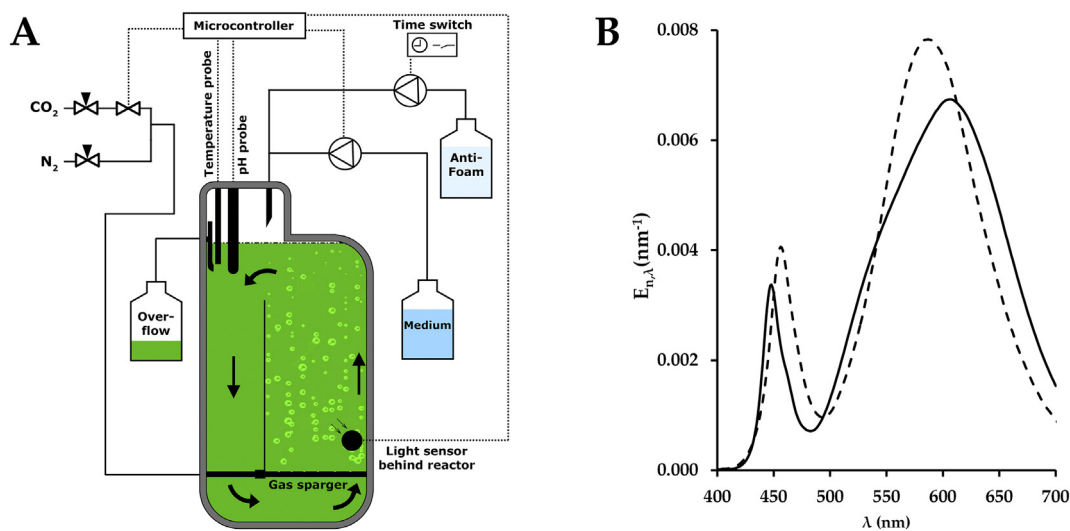 A
Microcontroller
Time switch
CO2
N2
Temperature probe
pH probe
Anti-
Foam
Over-
flow
Medium
Light sensor
behind reactor
Gas sparger
B
0.008
0.006
0.004
0.002
0.000
En,λ(nm-1)
400
450
500
550
600
650
700
λ (nm)